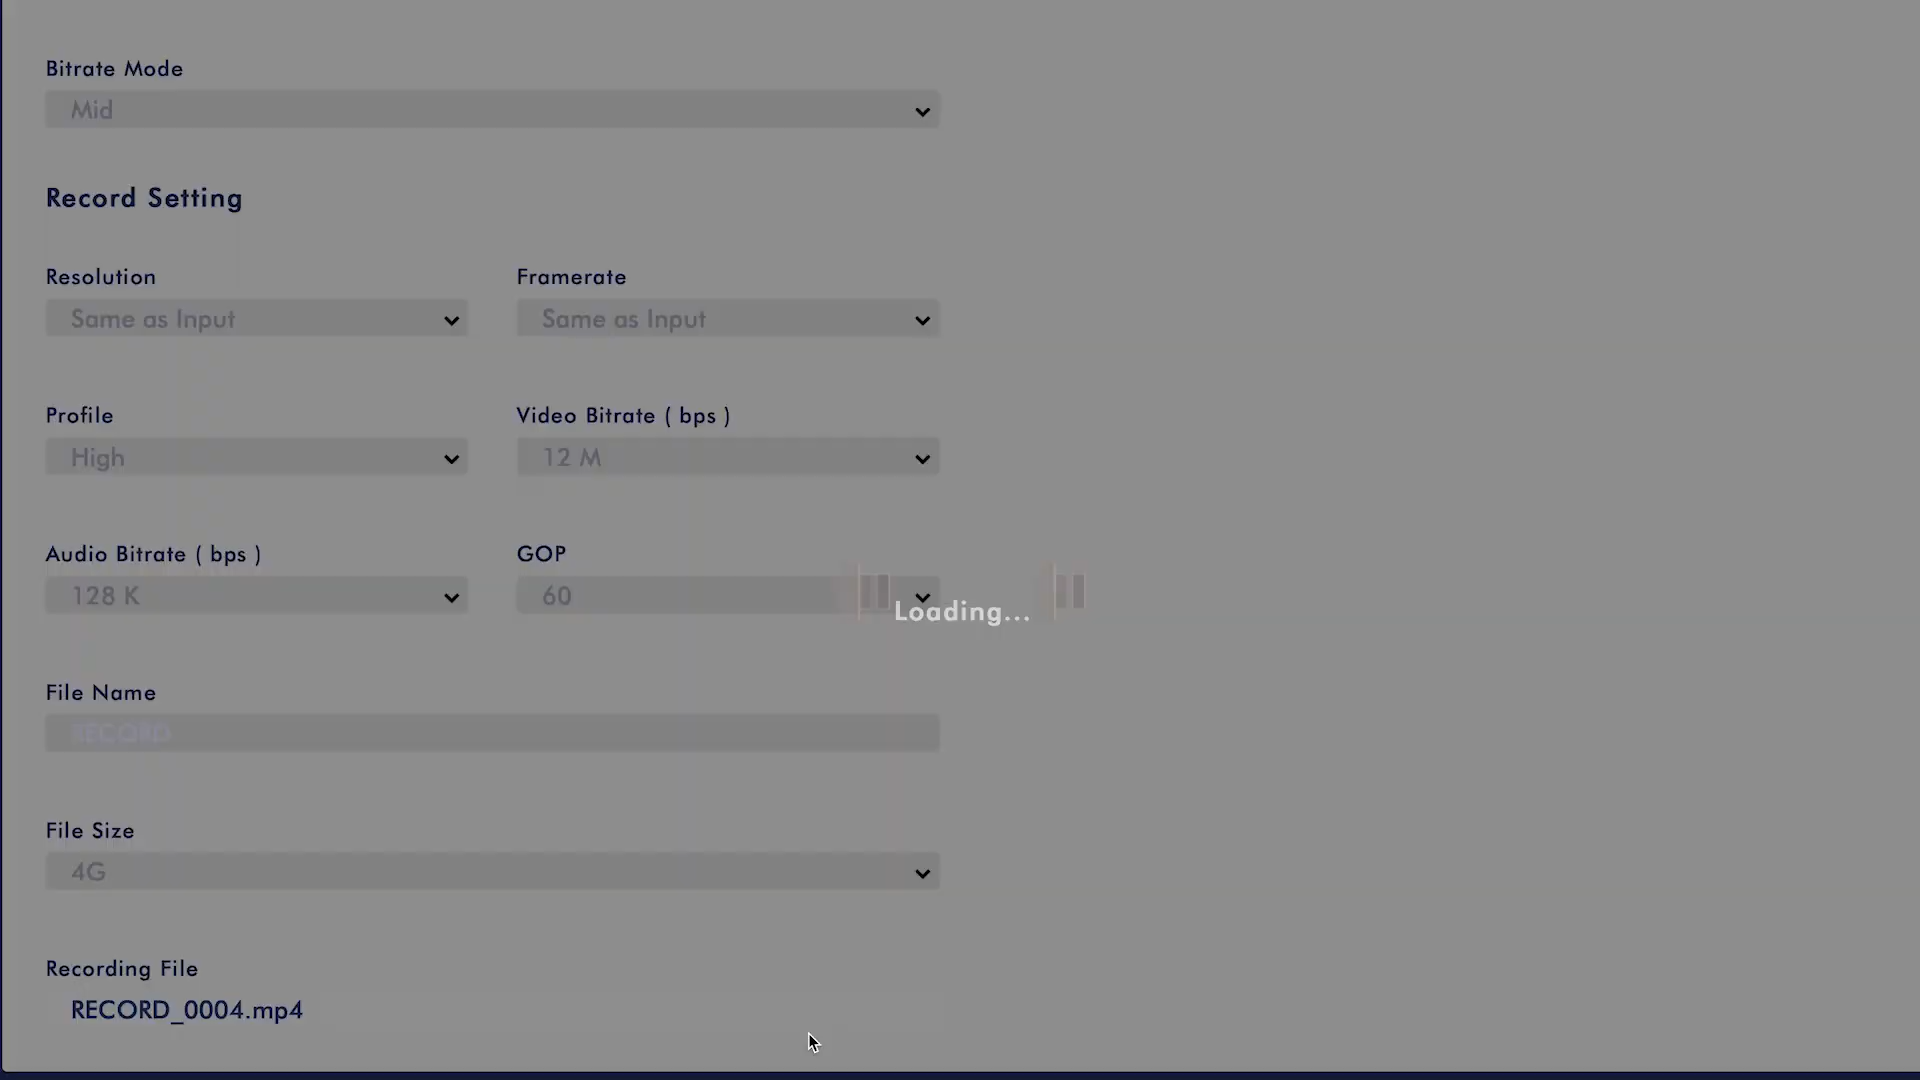 Bitrate Mode
Mid
Record Setting
Resolution
Framerate
Same as Input
Same as Input
Profile
Video Bitrate ( bps )
High
12 M
Audio Bitrate ( bps )
GOP
128 K
60
Loading...
File Name
RECORD
File Size
4G
Recording File
RECORD_0004.mp4